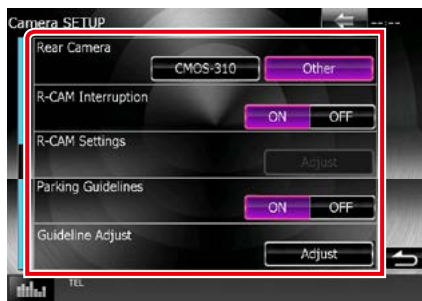 Camera SETUP --:--
Rear Camera
CMOS-310 Other
R-CAM Interruption
ON OFF
R-CAM Settings
Adjust
Parking Guidelines
ON OFF
Guideline Adjust
Adjust
TEL